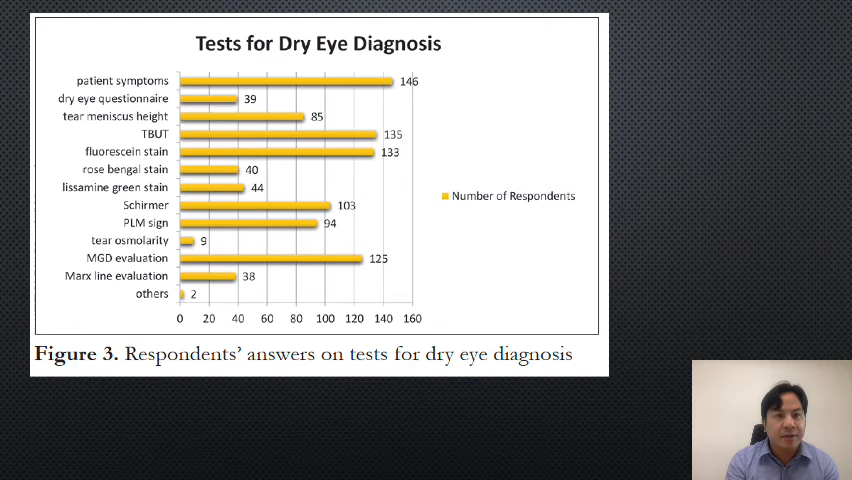 Tests for Dry Eye Diagnosis
patient symptoms 146
dry eye questionnaire 39
tear meniscus height 85
TBUT 135
fluorescein stain 133
rose bengal stain 40
lissamine green stain 44
Number of Respondents
Schirmer 103
PLM sign 94
tear osmolarity 9
MGD evaluation 125
Marx line evaluation 38
others 2
0 20 40 60 80 100 120 140 160
Figure 3. Respondents' answers on tests for dry eye diagnosis